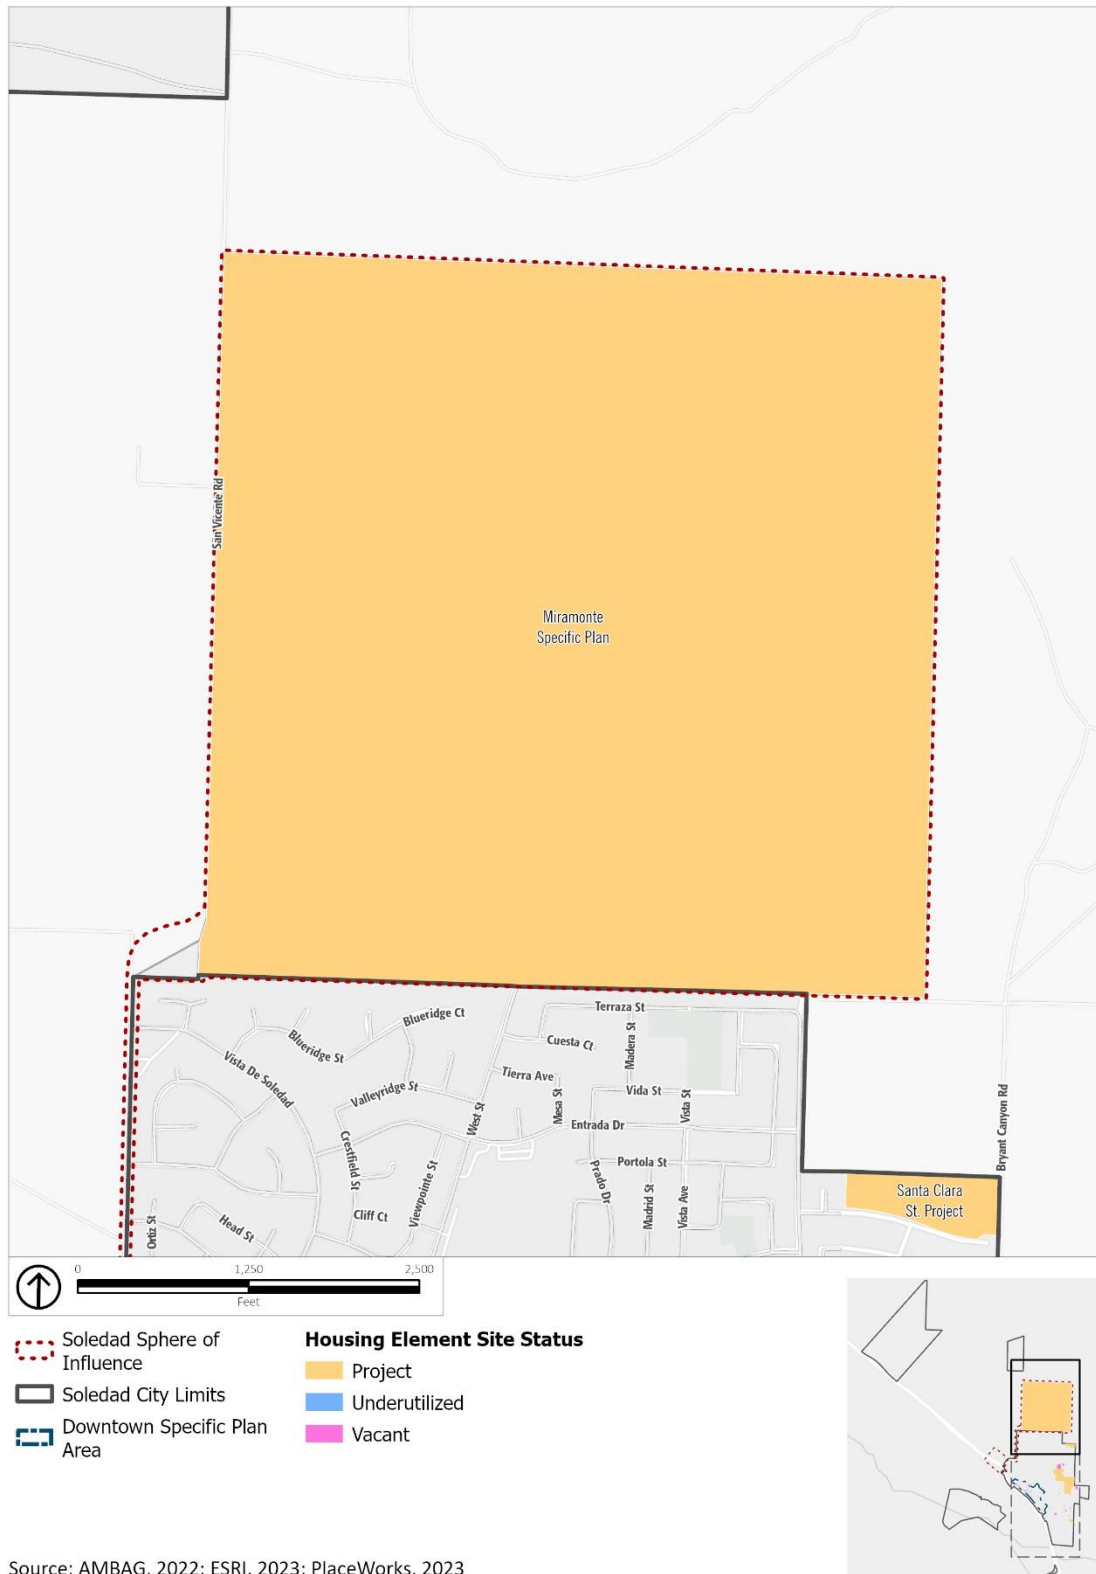 San Vicente Rd
Miramonte
Specific Plan
Blueridge Ct
Terraza St
Blueridge St
Cuesta Ct
Madera St
Vista De Soledad
Tierra Ave
Valleyridge St
Mesa St
Vida St
Vista St
West St
Entrada Dr
Bryant Canyon Rd
Crestfield St
Portola St
Viewpointe St
Prado Dr
Madrid St
Vista Ave
Santa Clara
St. Project
Cliff Ct
Head St
Ortiz St
0 1,250 2,500
Feet
Soledad Sphere of
Influence
Soledad City Limits
Downtown Specific Plan
Area
Housing Element Site Status
Project
Underutilized
Vacant
Source: AMBAG, 2022; ESRI, 2023; PlaceWorks, 2023